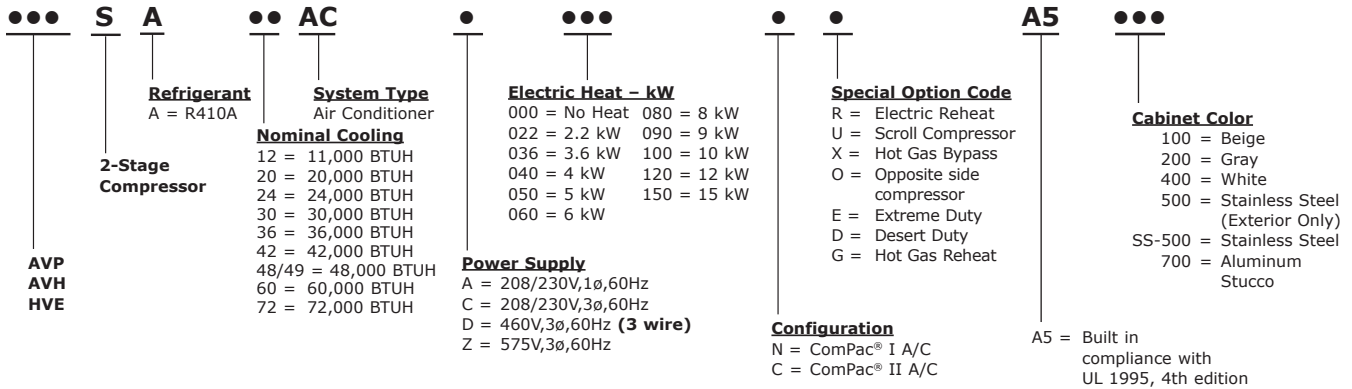 ●●● S A ●● AC ● ●●● ● ● A5 ●●●
Refrigerant
A = R410A
System Type
Air Conditioner
Nominal Cooling
12 = 11,000 BTUH
20 = 20,000 BTUH
24 = 24,000 BTUH
30 = 30,000 BTUH
36 = 36,000 BTUH
42 = 42,000 BTUH
48/49 = 48,000 BTUH
60 = 60,000 BTUH
72 = 72,000 BTUH
2-Stage
Compressor
AVP
AVH
HVE
Electric Heat – kW
000 = No Heat 080 = 8 kW
022 = 2.2 kW 090 = 9 kW
036 = 3.6 kW 100 = 10 kW
040 = 4 kW 120 = 12 kW
050 = 5 kW 150 = 15 kW
060 = 6 kW
Power Supply
A = 208/230V,1ø,60Hz
C = 208/230V,3ø,60Hz
D = 460V,3ø,60Hz (3 wire)
Z = 575V,3ø,60Hz
Special Option Code
R = Electric Reheat
U = Scroll Compressor
X = Hot Gas Bypass
O = Opposite side
compressor
E = Extreme Duty
D = Desert Duty
G = Hot Gas Reheat
Configuration
N = ComPac® I A/C
C = ComPac® II A/C
Cabinet Color
100 = Beige
200 = Gray
400 = White
500 = Stainless Steel
(Exterior Only)
SS-500 = Stainless Steel
700 = Aluminum
Stucco
A5 = Built in
compliance with
UL 1995, 4th edition